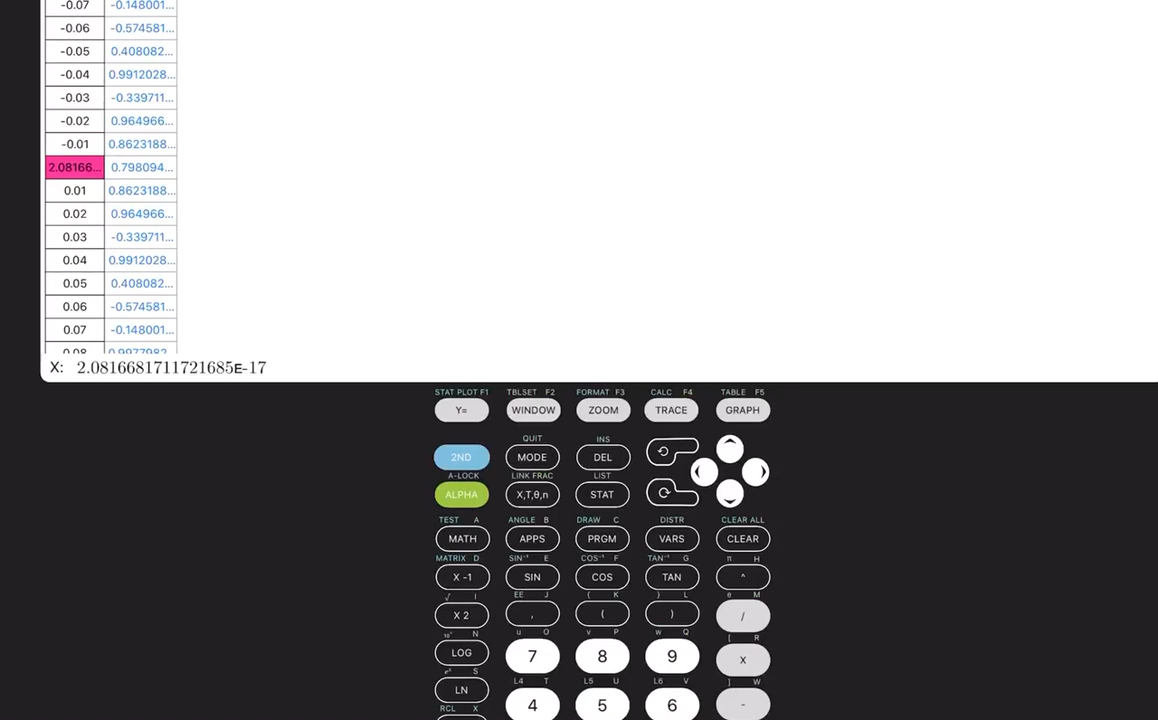 -0.07 -0.148001...
-0.06 -0.574581...
-0.05 0.408082...
-0.04 0.9912028...
-0.03 -0.339711...
-0.02 0.964966...
-0.01 0.8623188...
2.08166... 0.798094...
0.01 0.8623188...
0.02 0.964966...
0.03 -0.339711...
0.04 0.9912028...
0.05 0.408082...
0.06 -0.574581...
0.07 -0.148001...
0.08 0.9977982...
X: 2.0816681711721685E-17
STAT PLOT F1 TBLSET F2 FORMAT F3 CALC F4 TABLE F5
Y= WINDOW ZOOM TRACE GRAPH
QUIT INS
2ND MODE DEL
A-LOCK LINK FRAC LIST
ALPHA X,T,θ,n STAT
TEST A ANGLE B DRAW C DISTR CLEAR ALL
MATH APPS PRGM VARS CLEAR
MATRIX D SIN⁻¹ E COS⁻¹ F TAN⁻¹ G π H
X -1 SIN COS TAN ^
√ I EE J ( K ) L e M
X 2 , ( ) /
10ˣ N u O v P w Q [ R
LOG 7 8 9 X
eˣ S L4 T L5 U L6 V ] W
LN 4 5 6 -
RCL X